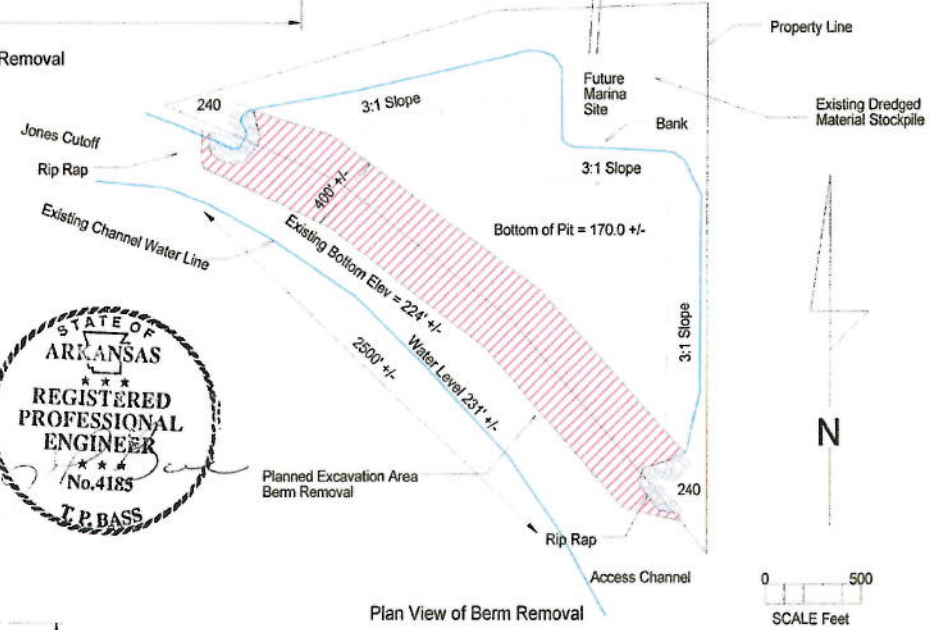 Removal
Property Line
240
3:1 Slope
Future
Marina
Site
Existing Dredged
Material Stockpile
Jones Cutoff
Bank
Rip Rap
3:1 Slope
400' +/-
Existing Channel Water Line
Bottom of Pit = 170.0 +/-
Existing Bottom Elev = 224' +/-
3:1 Slope
2500' +/-
Water Level 231' +/-
STATE OF
ARKANSAS
REGISTERED
PROFESSIONAL
ENGINEER
No.4185
T.P. BASS
N
Planned Excavation Area
Berm Removal
240
Rip Rap
Access Channel
0 500
SCALE Feet
Plan View of Berm Removal